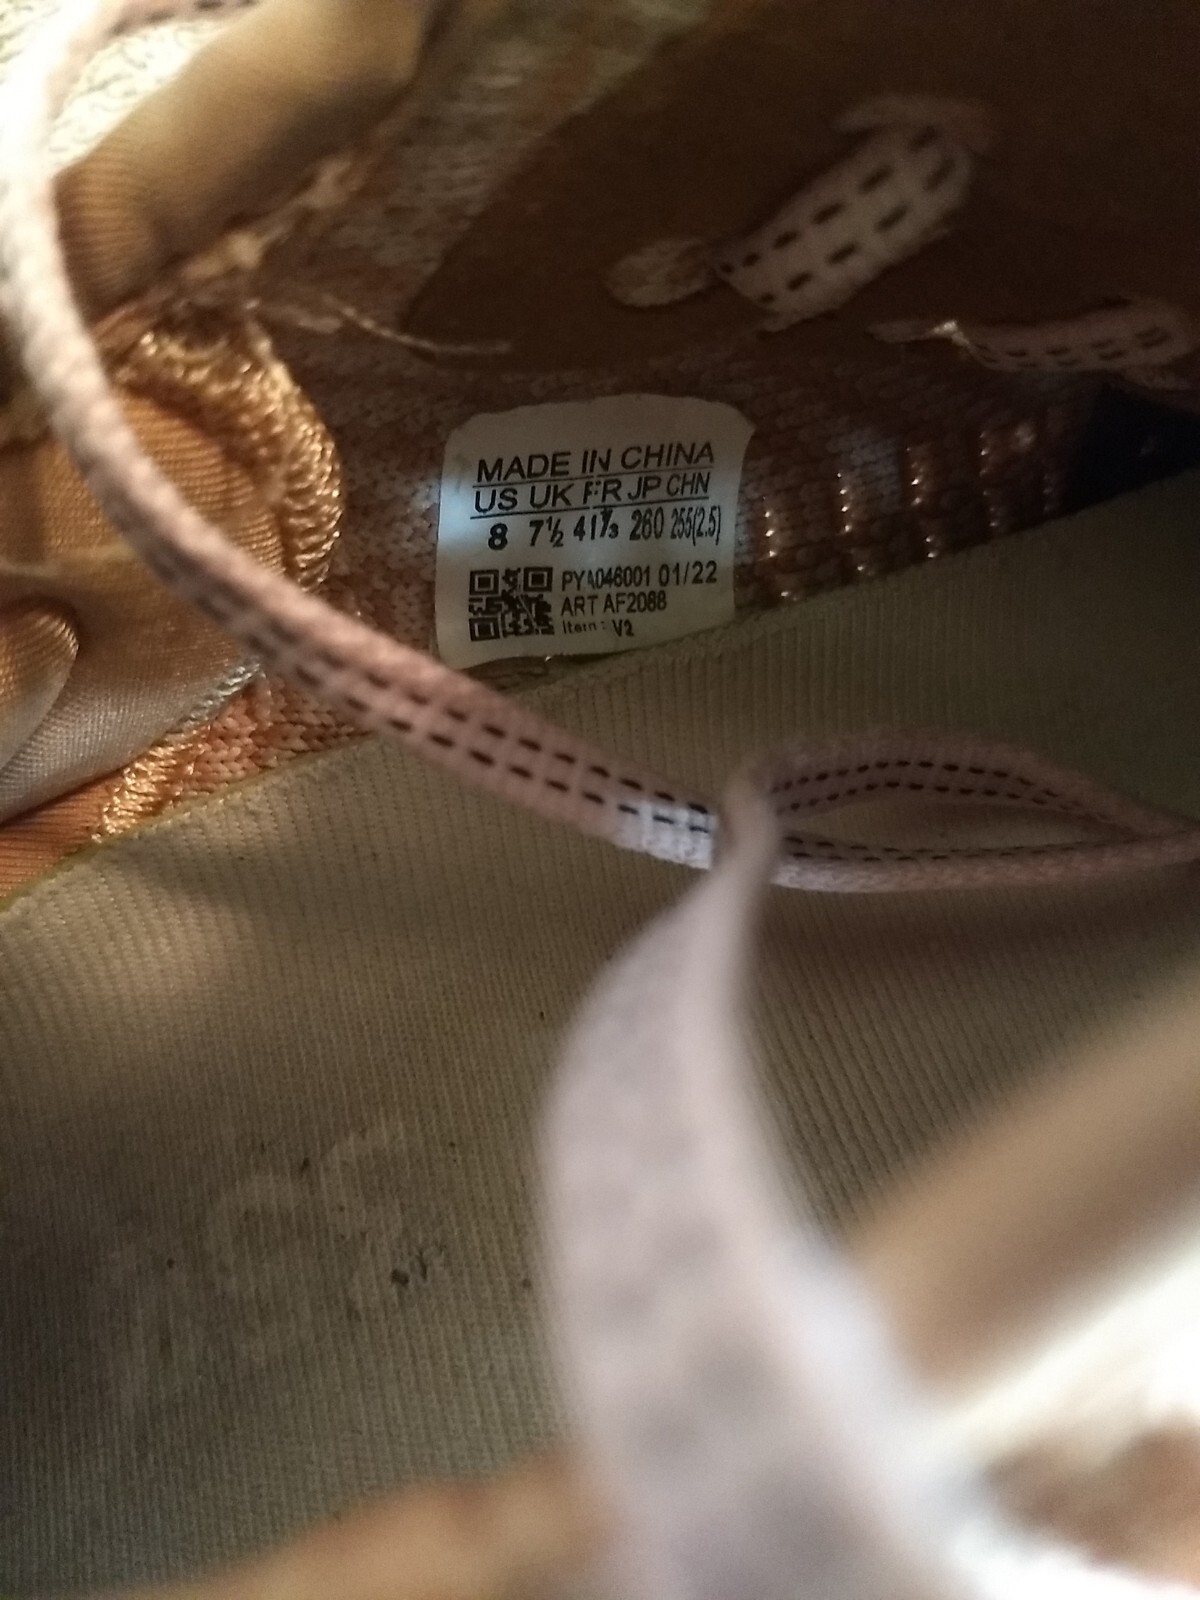 MADE IN CHINA
US UK FR JP CHN
8 7½ 41⅓ 260 255(2.5)
PYA046001 01/22
ART AF2088
Item: V2